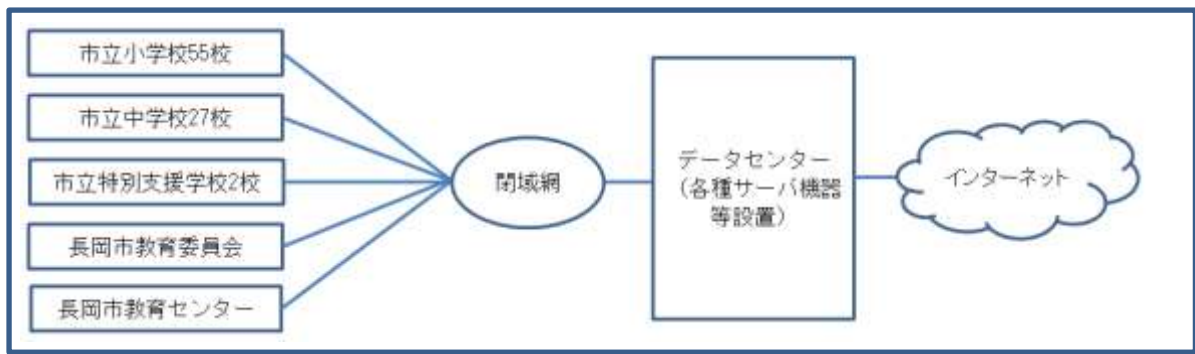 市立小学校55校
市立中学校27校
市立特別支援学校2校
長岡市教育委員会
長岡市教育センター
閉域網
データセンター
（各種サーバ機器
等設置）
インターネット